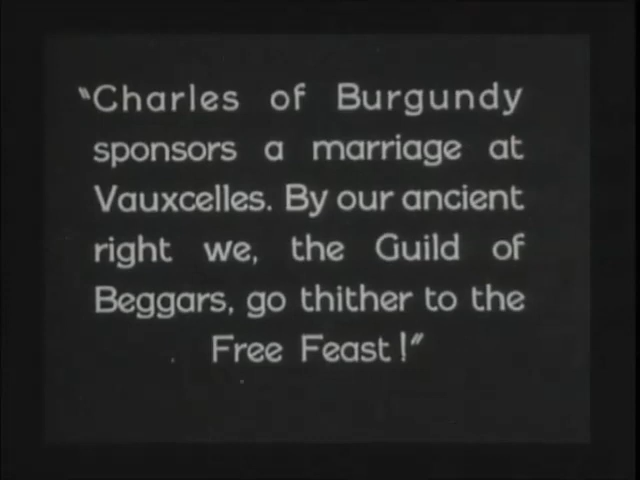 "Charles of Burgundy
sponsors a marriage at
Vauxcelles. By our ancient
right we, the Guild of
Beggars, go thither to the
Free Feast!"